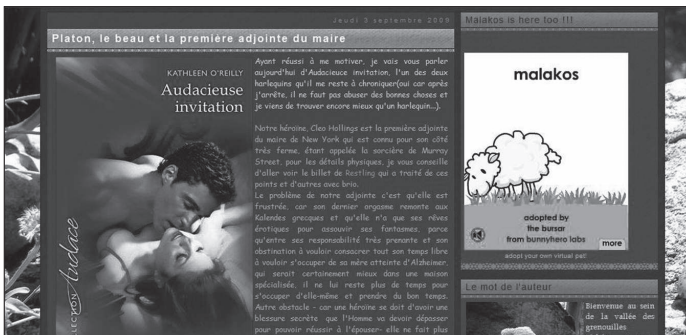 Jeudi 3 septembre 2009
Platon, le beau et la première adjointe du maire
KATHLEEN O'REILLY
Audacieuse
invitation
LECTION Audace
Ayant réussi à me motiver, je vais vous parler
aujourd'hui d'Audacieuce invitation, l'un des deux
harlequins qu'il me reste à chroniquer(oui car après
j'arrête, il ne faut pas abuser des bonnes choses et
je viens de trouver encore mieux qu'un harlequin...).
Notre héroïne, Cleo Hollings est la première adjointe
du maire de New York qui est connu pour son côté
très ferme, étant appelée la sorcière de Murray
Street, pour les détails physiques, je vous conseille
d'aller voir le billet de Restling qui a traité de ces
points et d'autres avec brio.
Le problème de notre adjointe c'est qu'elle est
frustrée, car son dernier orgasme remonte aux
Kalendes grecques et qu'elle n'a que ses rêves
érotiques pour assouvir ses fantasmes, parce
qu'entre ses responsabilité très prenante et son
obstination à vouloir consacrer tout son temps libre
à vouloir s'occuper de sa mère atteinte d'Alzheimer,
qui serait certainement mieux dans une maison
spécialisée, il ne lui reste plus de temps pour
s'occuper d'elle-même et prendre du bon temps.
Autre obstacle - car une héroïne se doit d'avoir une
blessure secrète que l'Homme va devoir dépasser
pour pouvoir réussir à l'épouser- elle ne fait plus
Malakos is here too !!!
malakos
adopted by
the bursar
from bunnyhero labs
more
adopt your own virtual pet!
Le mot de l'auteur
Bienvenue au sein
de la vallée des
grenouilles